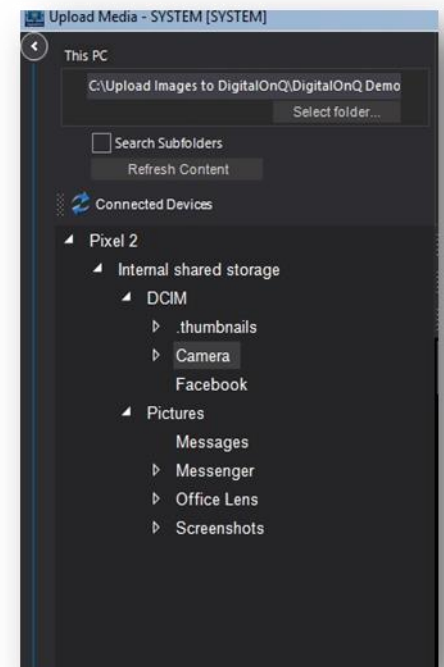 Upload Media - SYSTEM [SYSTEM]
This PC
C:\Upload Images to DigitalOnQ\DigitalOnQ Demo
Select folder...
Search Subfolders
Refresh Content
Connected Devices
Pixel 2
Internal shared storage
DCIM
.thumbnails
Camera
Facebook
Pictures
Messages
Messenger
Office Lens
Screenshots